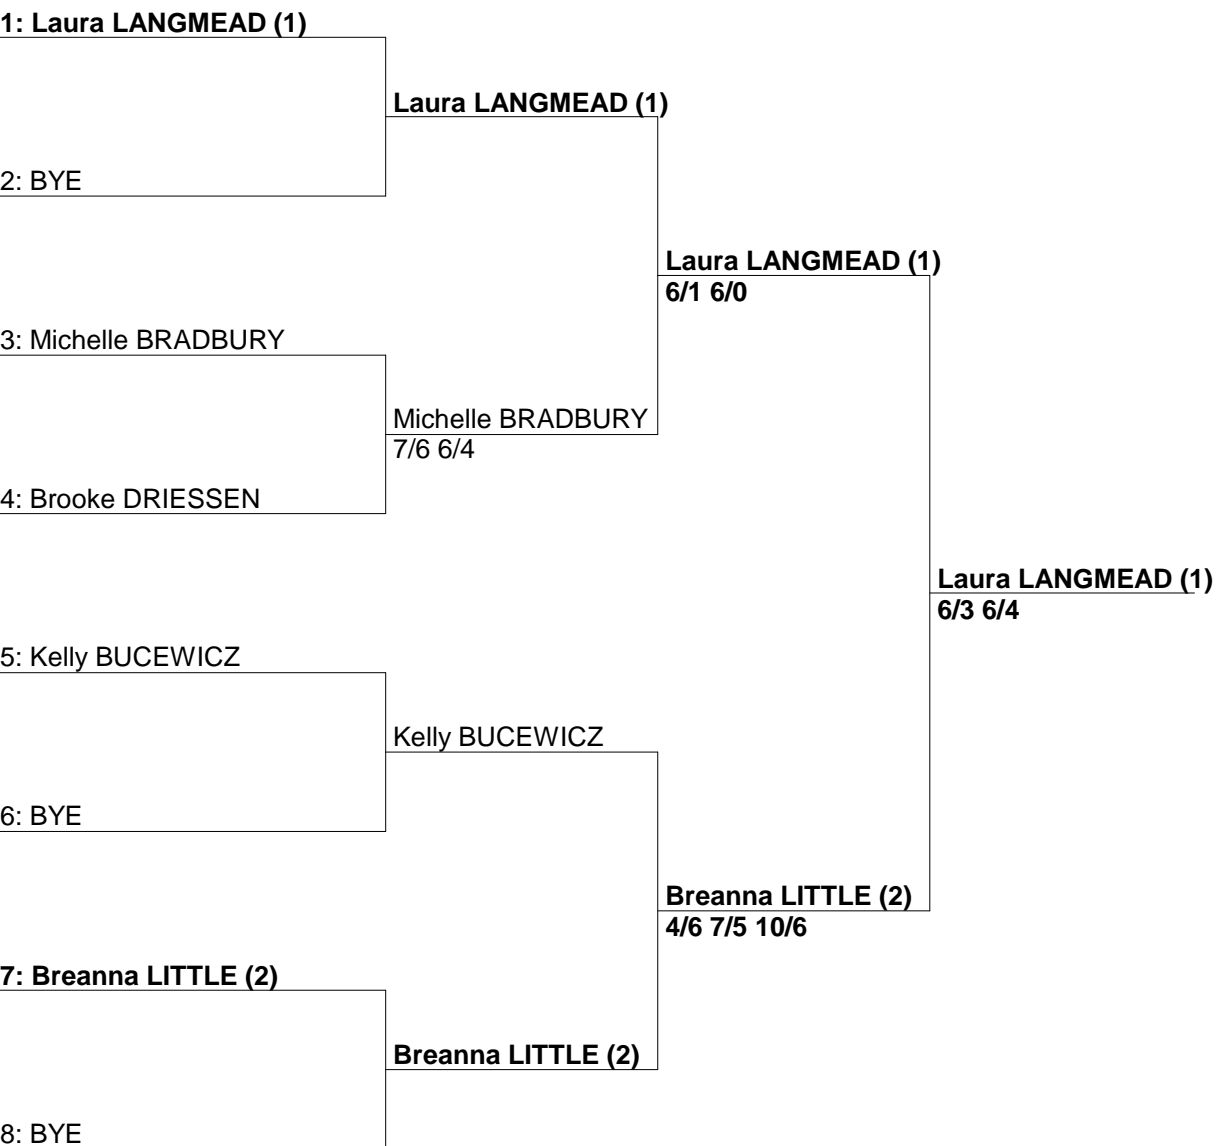 1: Laura LANGMEAD (1)
Laura LANGMEAD (1)
2: BYE
Laura LANGMEAD (1)
6/1 6/0
3: Michelle BRADBURY
Michelle BRADBURY
7/6 6/4
4: Brooke DRIESSEN
Laura LANGMEAD (1)
6/3 6/4
5: Kelly BUCEWICZ
Kelly BUCEWICZ
6: BYE
Breanna LITTLE (2)
4/6 7/5 10/6
7: Breanna LITTLE (2)
Breanna LITTLE (2)
8: BYE